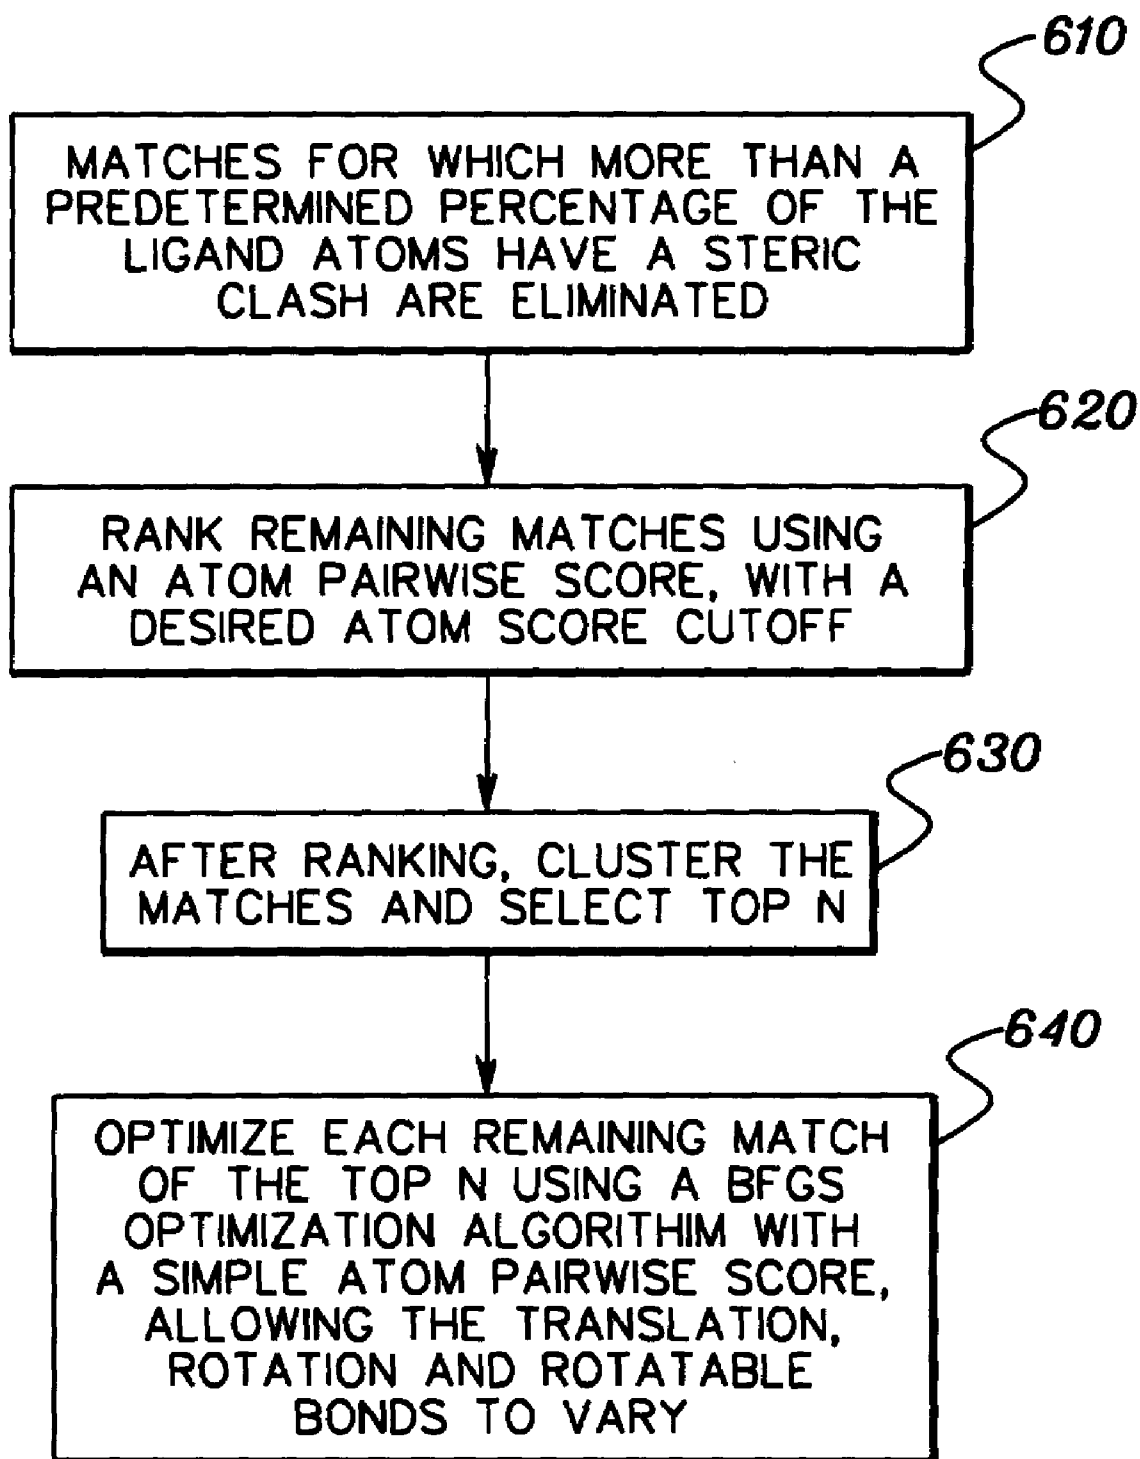 610
MATCHES FOR WHICH MORE THAN A
PREDETERMINED PERCENTAGE OF THE
LIGAND ATOMS HAVE A STERIC
CLASH ARE ELIMINATED
620
RANK REMAINING MATCHES USING
AN ATOM PAIRWISE SCORE, WITH A
DESIRED ATOM SCORE CUTOFF
630
AFTER RANKING, CLUSTER THE
MATCHES AND SELECT TOP N
640
OPTIMIZE EACH REMAINING MATCH
OF THE TOP N USING A BFGS
OPTIMIZATION ALGORITHIM WITH
A SIMPLE ATOM PAIRWISE SCORE,
ALLOWING THE TRANSLATION,
ROTATION AND ROTATABLE
BONDS TO VARY